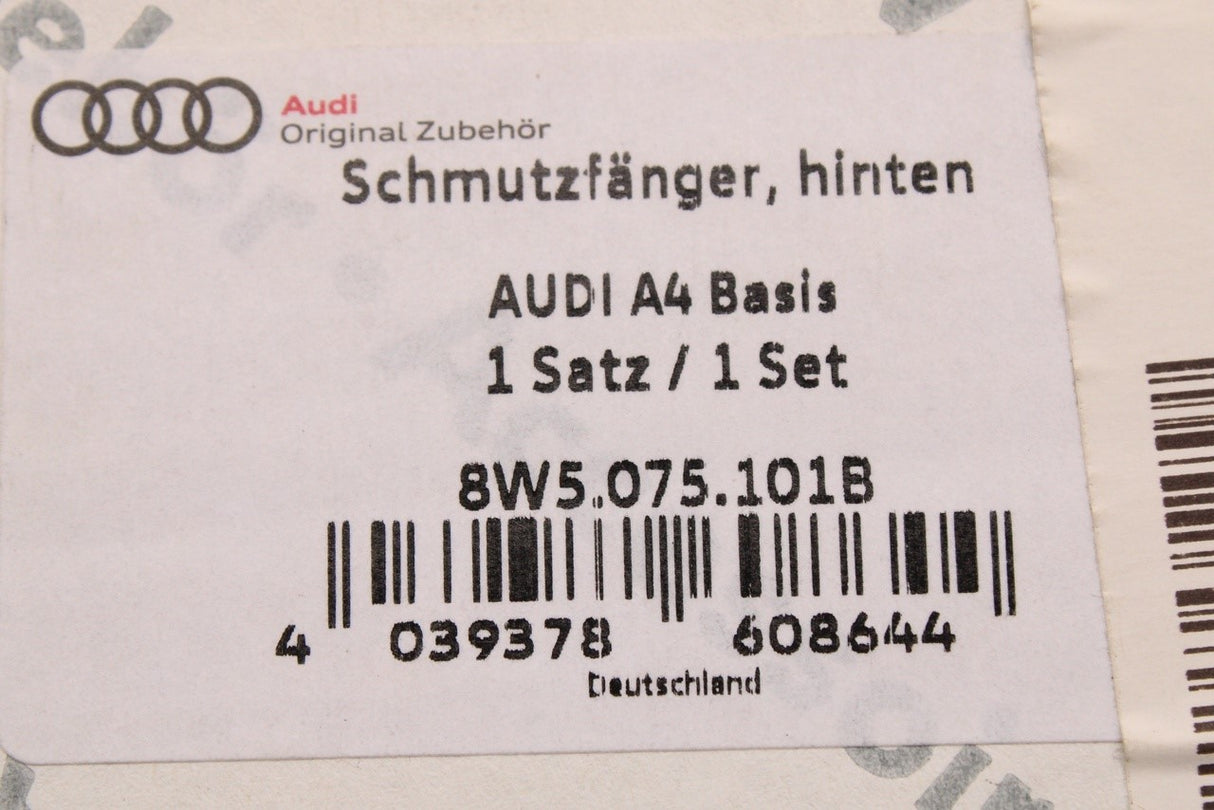 Audi
Original Zubehör
Schmutzfänger, hinten
AUDI A4 Basis
1 Satz / 1 Set
8W5.075.101B
4 039378 608644
Deutschland